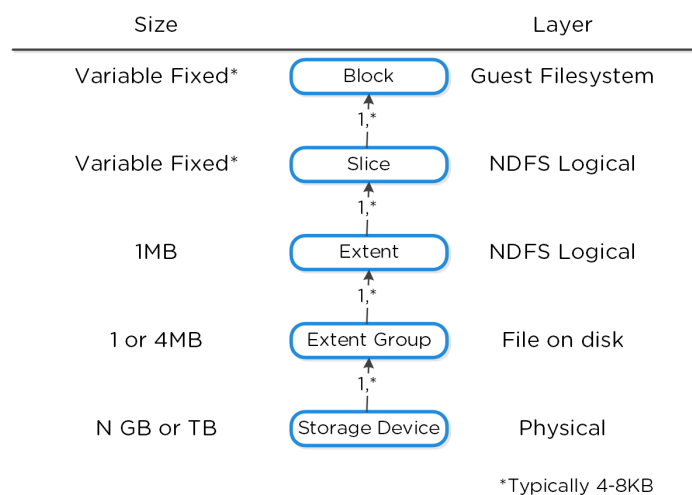 Size Layer
Variable Fixed* Block Guest Filesystem
1,*
Variable Fixed* Slice NDFS Logical
1,*
1MB Extent NDFS Logical
1,*
1 or 4MB Extent Group File on disk
1,*
N GB or TB Storage Device Physical
*Typically 4-8KB